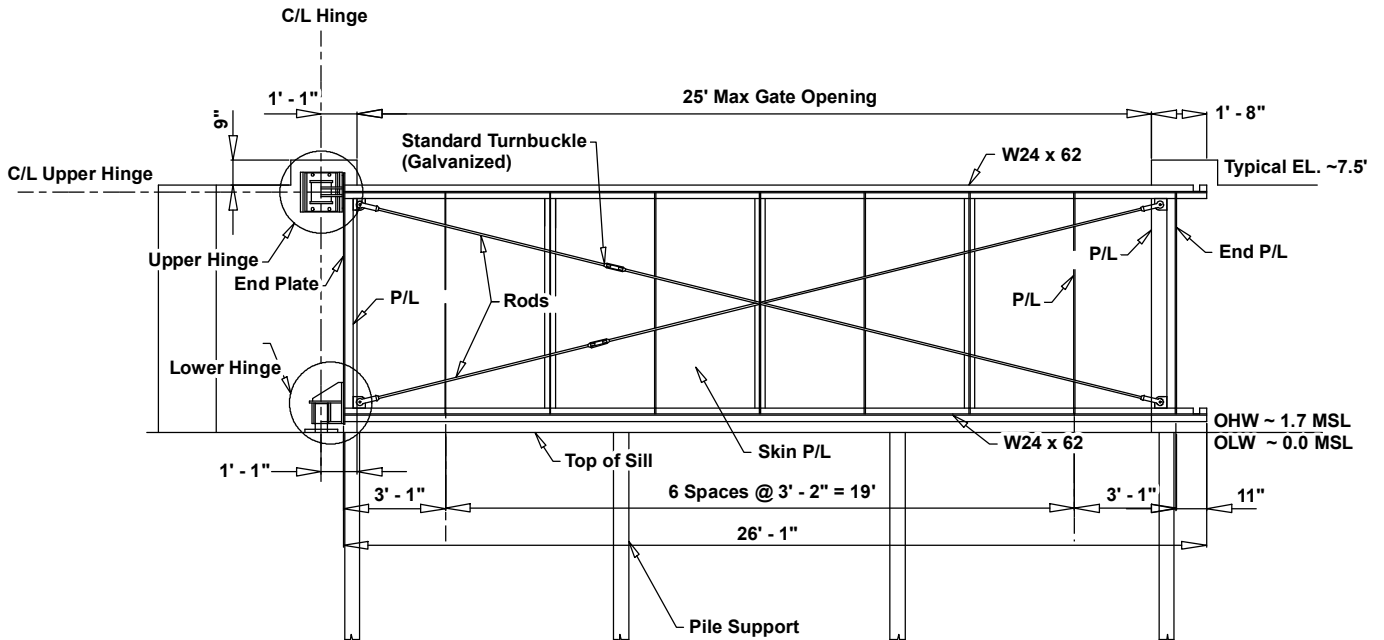 C/L Hinge
1' - 1"
25' Max Gate Opening
1' - 8"
9"
Standard Turnbuckle
(Galvanized)
W24 x 62
C/L Upper Hinge
Typical EL. ~7.5'
Upper Hinge
End Plate
P/L
End P/L
P/L
Rods
P/L
Lower Hinge
OHW ~ 1.7 MSL
W24 x 62
OLW ~ 0.0 MSL
Skin P/L
Top of Sill
1' - 1"
3' - 1"
6 Spaces @ 3' - 2" = 19'
3' - 1"
11"
26' - 1"
Pile Support